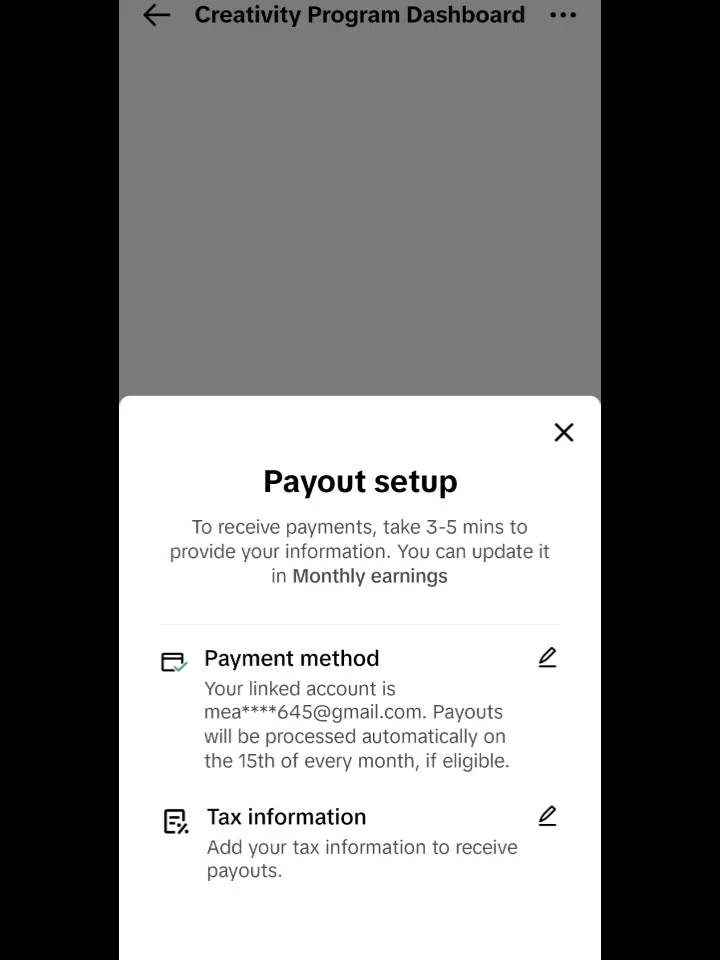 Creativity Program Dashboard
Payout setup
To receive payments, take 3-5 mins to
provide your information. You can update it
in Monthly earnings
Payment method
Your linked account is
mea****645@gmail.com. Payouts
will be processed automatically on
the 15th of every month, if eligible.
Tax information
Add your tax information to receive
payouts.